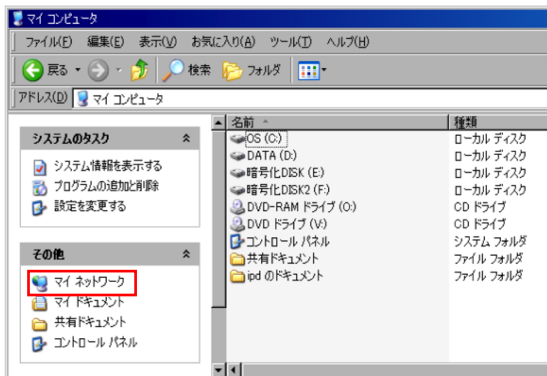 マイ コンピュータ
ファイル(F) 編集(E) 表示(V) お気に入り(A) ツール(T) ヘルプ(H)
戻る 検索 フォルダ
アドレス(D) マイ コンピュータ
名前 種類
システムのタスク
システム情報を表示する
プログラムの追加と削除
設定を変更する
その他
マイ ネットワーク
マイ ドキュメント
共有ドキュメント
コントロール パネル
OS (C:) ローカル ディスク
DATA (D:) ローカル ディスク
暗号化DISK (E:) ローカル ディスク
暗号化DISK2 (F:) ローカル ディスク
DVD-RAM ドライブ (O:) CD ドライブ
DVD ドライブ (V:) CD ドライブ
コントロール パネル システム フォルダ
共有ドキュメント ファイル フォルダ
ipd のドキュメント ファイル フォルダ